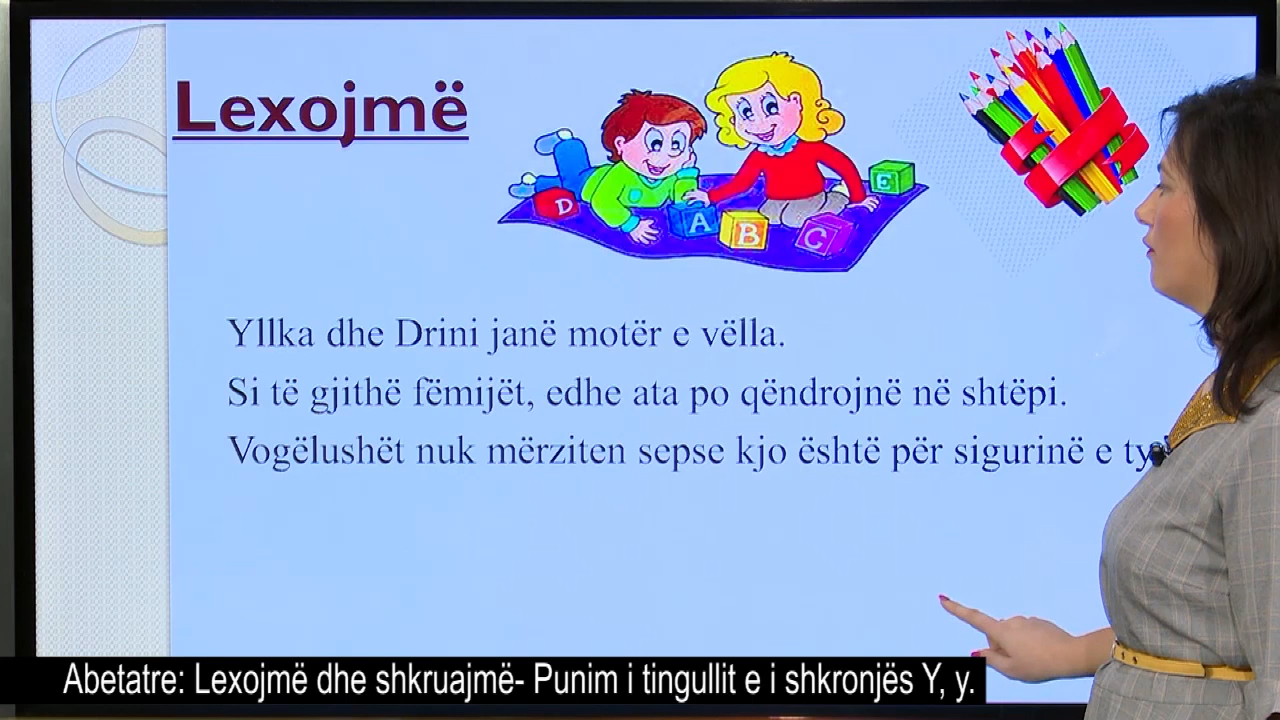 Lexojmë
D
A
B
C
E
Yllka dhe Drini janë motër e vëlla.
Si të gjithë fëmijët, edhe ata po qëndrojnë në shtëpi.
Vogëlushët nuk mërziten sepse kjo është për sigurinë e
Abetatre: Lexojmë dhe shkruajmë- Punim i tingullit e i shkronjës Y, y.